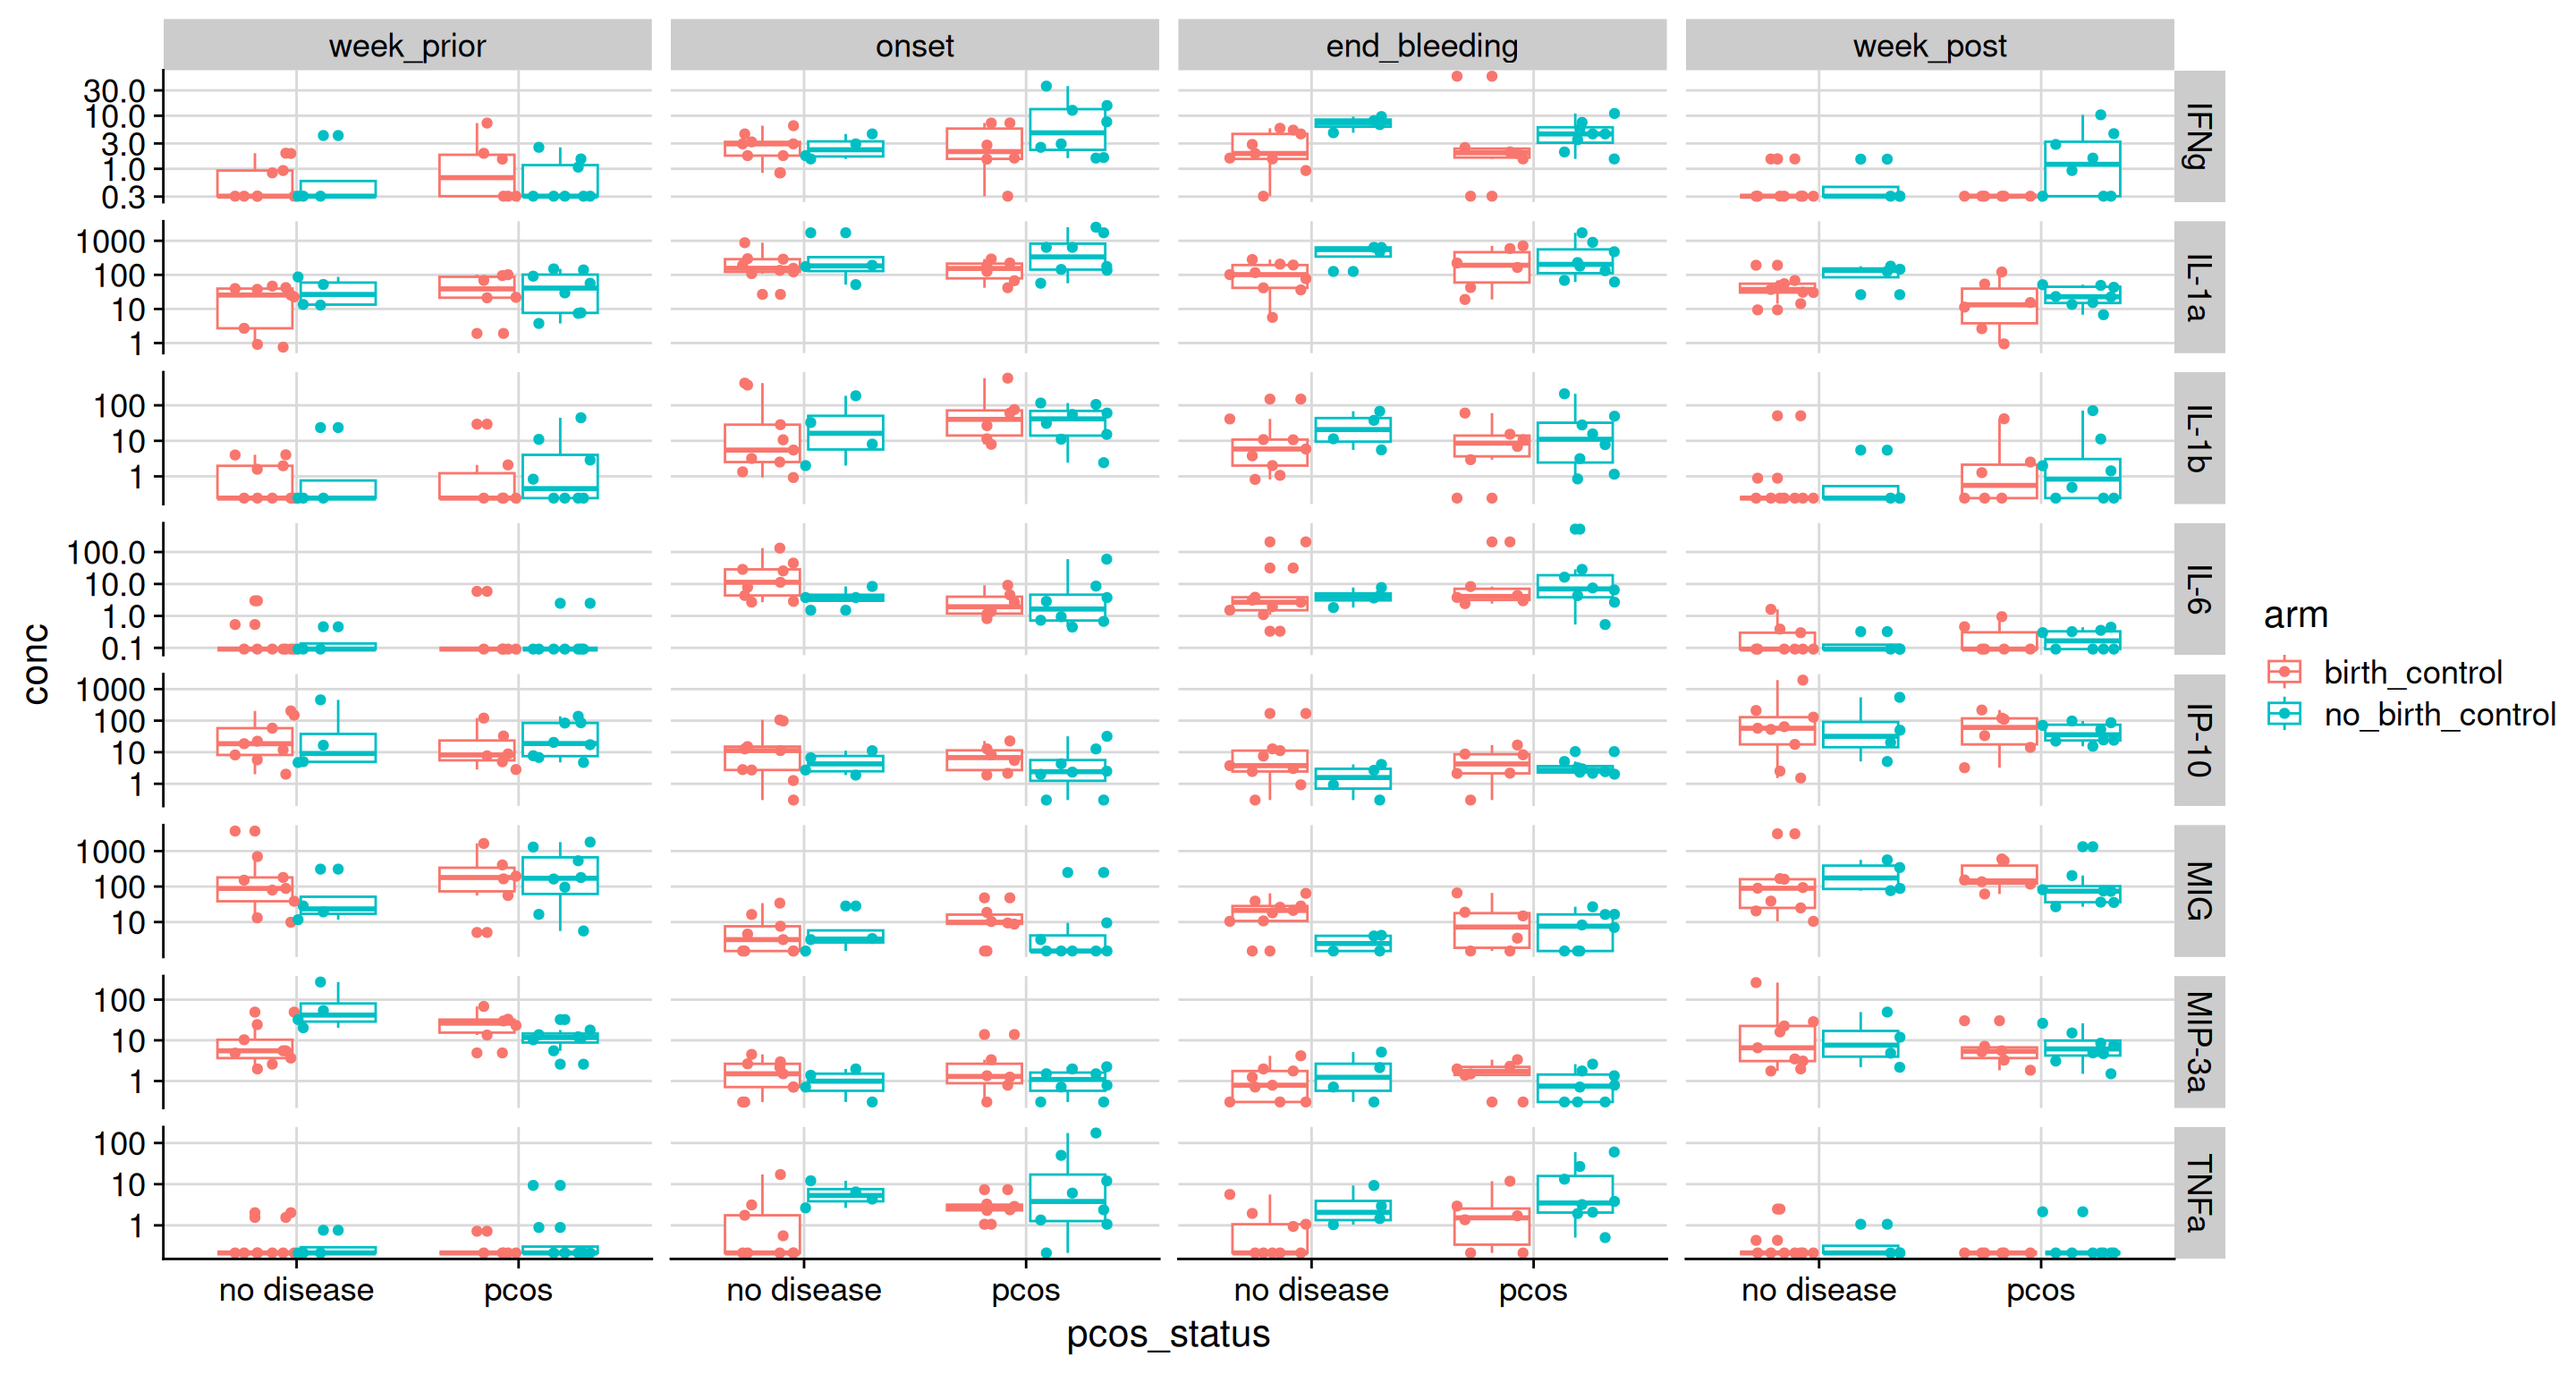 week_prior onset end_bleeding week_post
30.0
10.0
3.0
1.0
0.3
IFNg
1000
100
10
1
IL-1a
100
10
1
IL-1b
100.0
10.0
1.0
0.1
IL-6
1000
100
10
1
IP-10
1000
100
10
MIG
100
10
1
MIP-3a
100
10
1
TNFa
conc
no disease pcos no disease pcos no disease pcos no disease pcos
pcos_status
arm
birth_control
no_birth_control